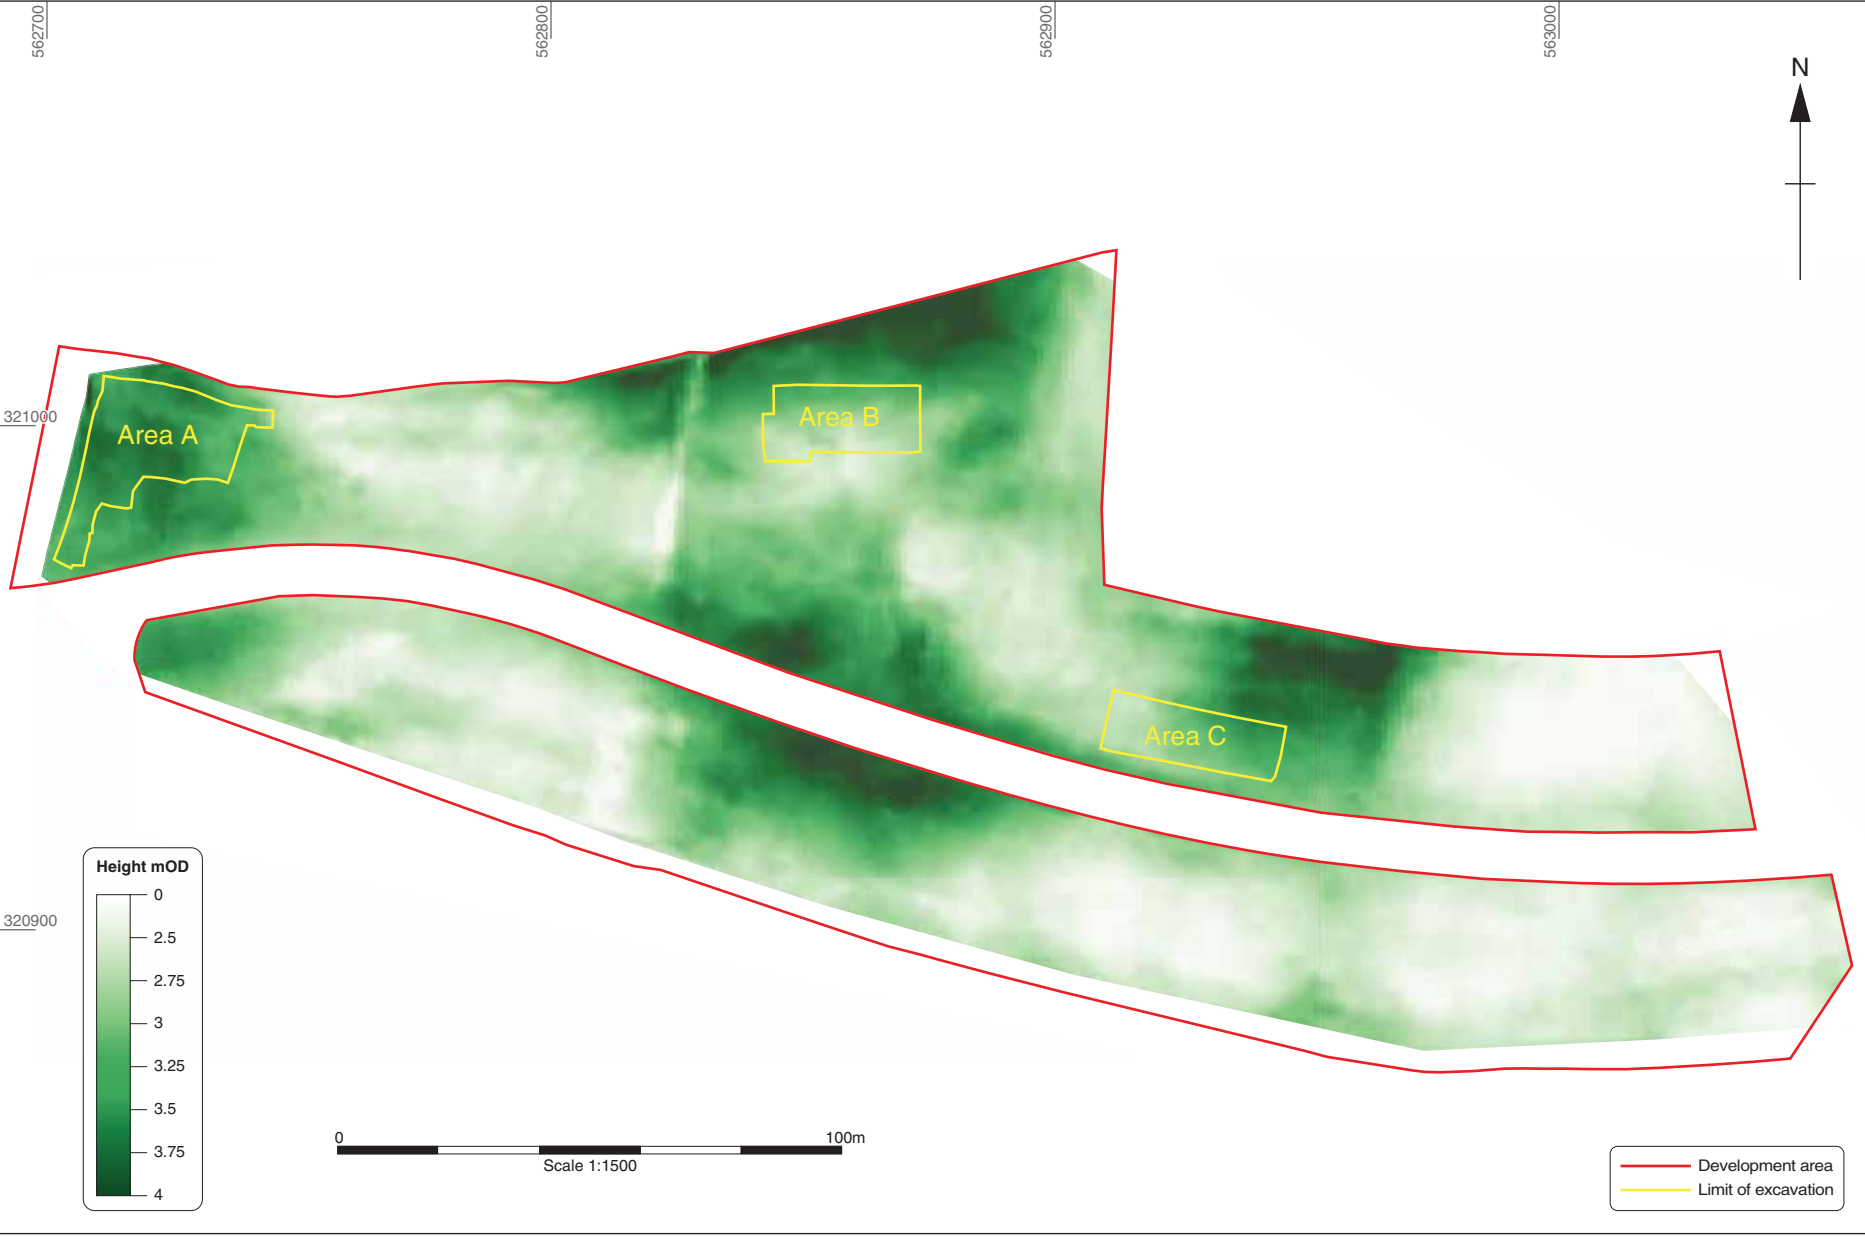 562700
562800
562900
563000
N
321000
Area A
Area B
Area C
320900
Height mOD
0
2.5
2.75
3
3.25
3.5
3.75
4
0 100m
Scale 1:1500
Development area
Limit of excavation